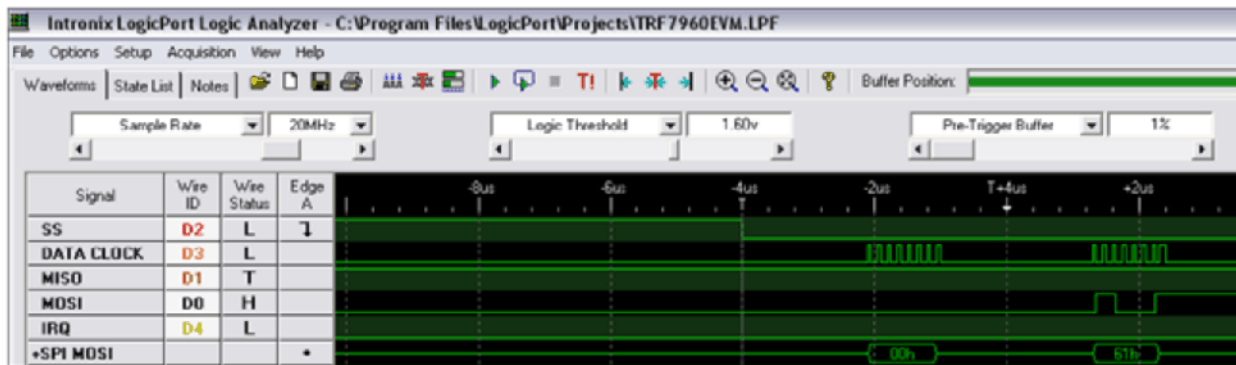 Intronix LogicPort Logic Analyzer - C:\Program Files\LogicPort\Projects\TRF7960EVM.LPF
File Options Setup Acquisition View Help
Waveforms State List Notes T! ? Buffer Position:
Sample Rate 20MHz Logic Threshold 1.60v Pre-Trigger Buffer 1%
Signal Wire ID Wire Status Edge A -8us -6us -4us -2us T+4us +2us
T
SS D2 L
DATA CLOCK D3 L
MISO D1 T
MOSI D0 H
IRQ D4 L
+SPI MOSI 00h 61h